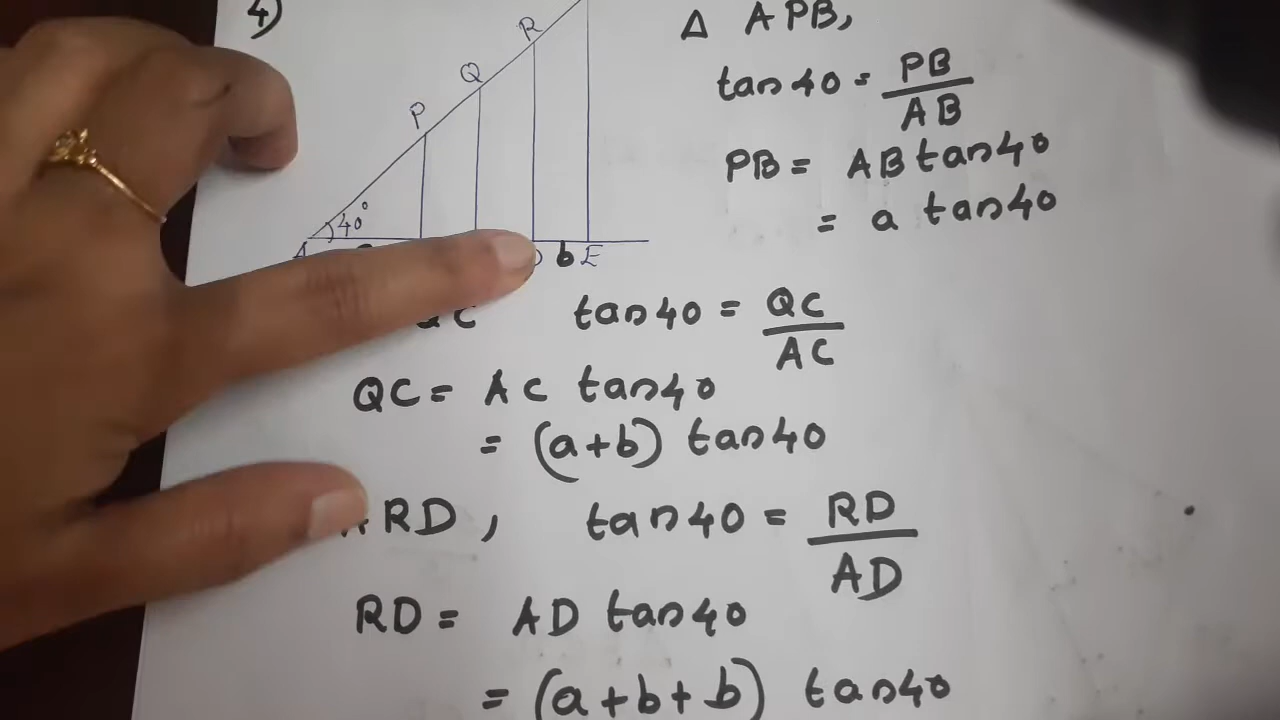 4)
R
Q
P
40°
A
D b E
Δ APB,
tan40 = PB/AB
PB = AB tan40
= a tan40
QC tan40 = QC/AC
QC = AC tan40
= (a+b) tan40
ARD, tan40 = RD/AD
RD = AD tan40
= (a+b+b) tan40